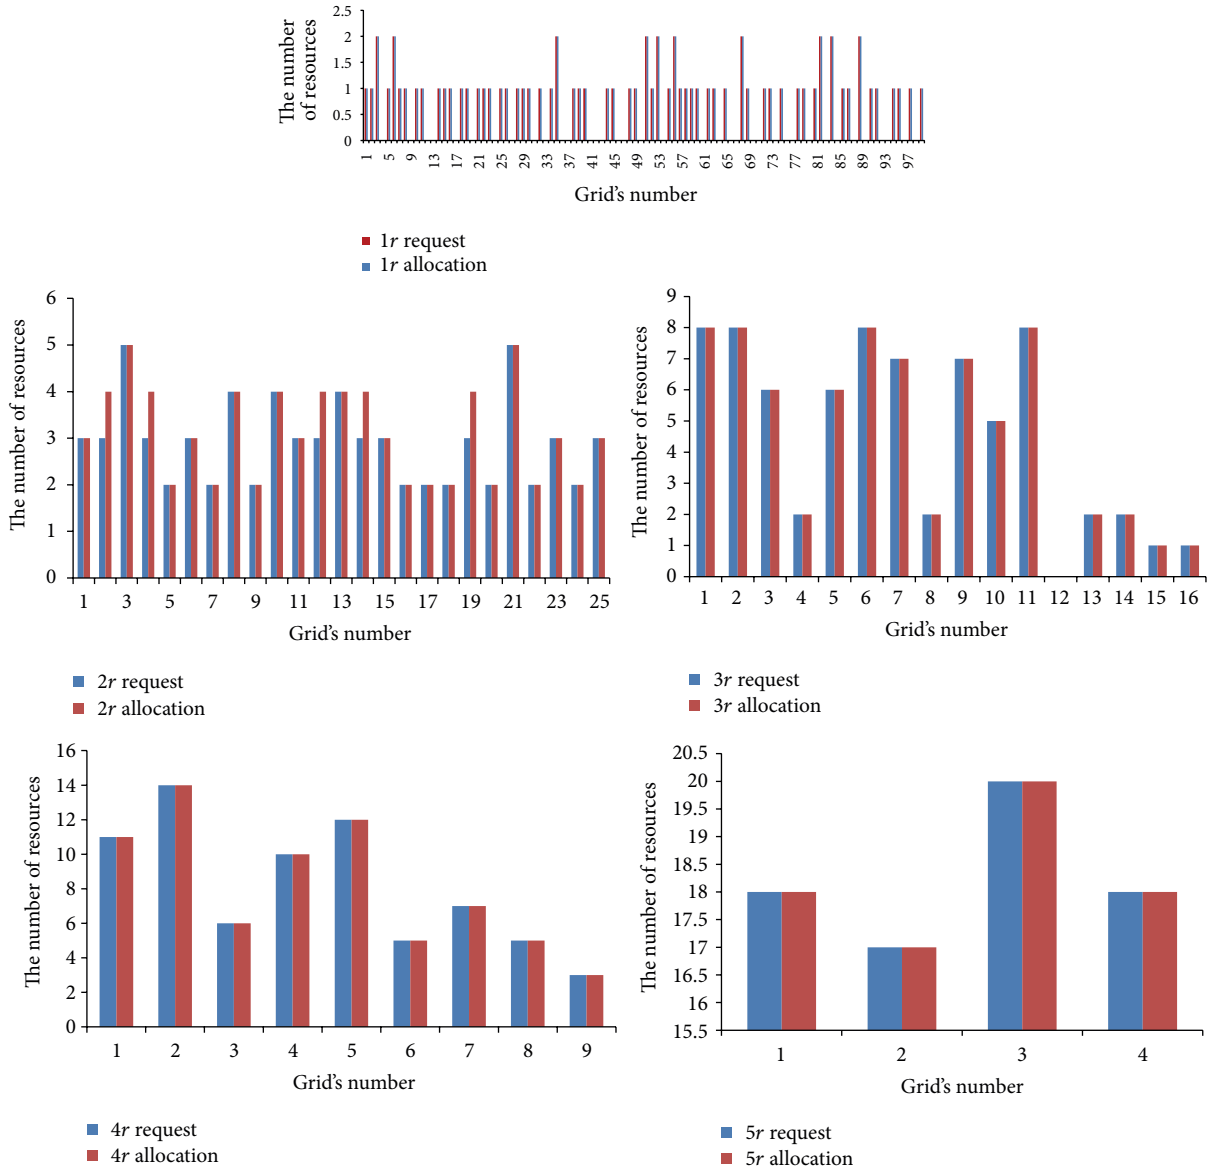 2.5
2
1.5
1
0.5
0
The number
of resources
1 5 9 13 17 21 25 29 33 37 41 45 49 53 57 61 65 69 73 77 81 85 89 93 97
Grid's number
1r request
1r allocation
6
5
4
3
2
1
0
The number of resources
1 3 5 7 9 11 13 15 17 19 21 23 25
Grid's number
2r request
2r allocation
9
8
7
6
5
4
3
2
1
0
The number of resources
1 2 3 4 5 6 7 8 9 10 11 12 13 14 15 16
Grid's number
3r request
3r allocation
16
14
12
10
8
6
4
2
0
The number of resources
1 2 3 4 5 6 7 8 9
Grid's number
4r request
4r allocation
20.5
20
19.5
19
18.5
18
17.5
17
16.5
16
15.5
The number of resources
1 2 3 4
Grid's number
5r request
5r allocation